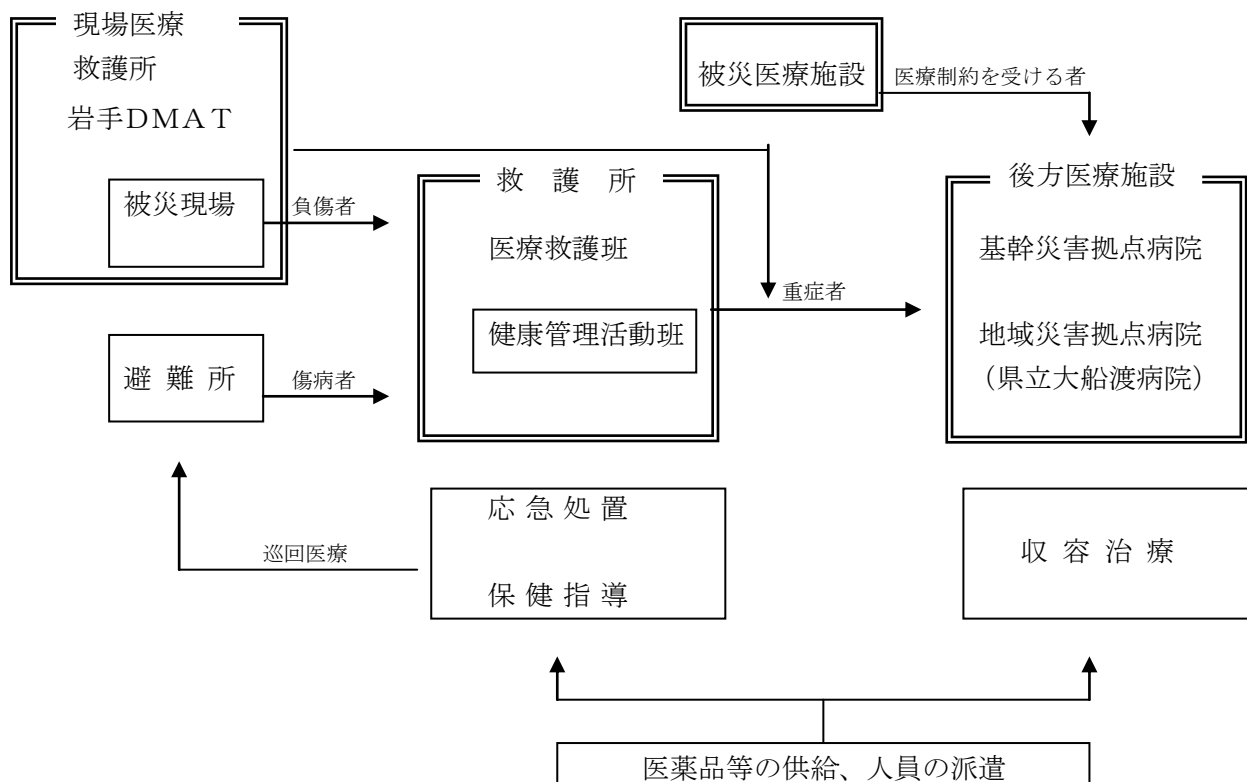 現場医療
救護所
岩手DMAT
被災現場
負傷者
被災医療施設
医療制約を受ける者
救 護 所
医療救護班
健康管理活動班
重症者
後方医療施設
基幹災害拠点病院
地域災害拠点病院
(県立大船渡病院)
避 難 所
傷病者
巡回医療
応 急 処 置
保 健 指 導
収 容 治 療
医薬品等の供給、人員の派遣